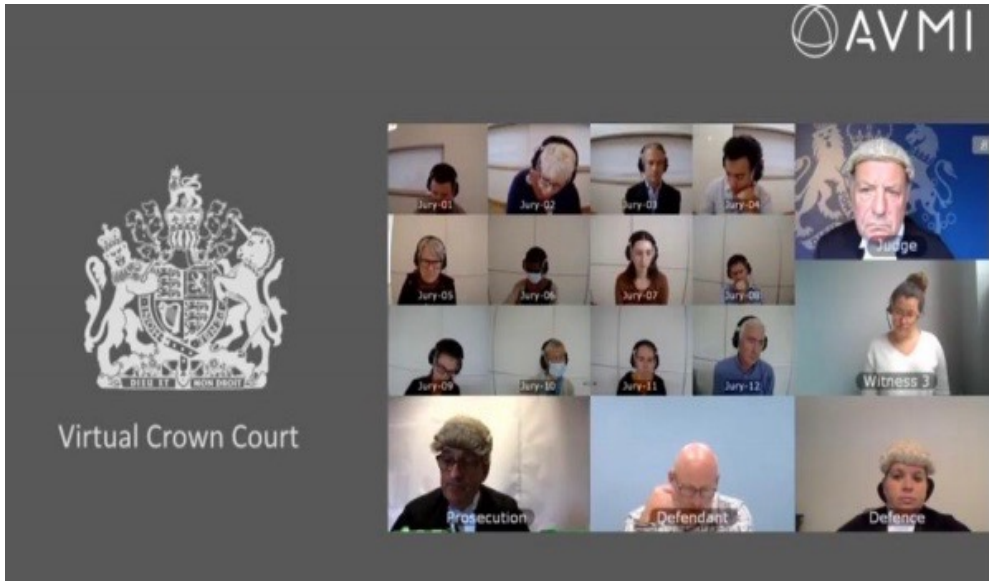 AVMI
Jury-01
Jury-02
Jury-03
Jury-04
Judge
Jury-05
Jury-06
Jury-07
Jury-08
Witness 3
Jury-09
Jury-10
Jury-11
Jury-12
DIEU ET MON DROIT
Virtual Crown Court
Prosecution
Defendant
Defence